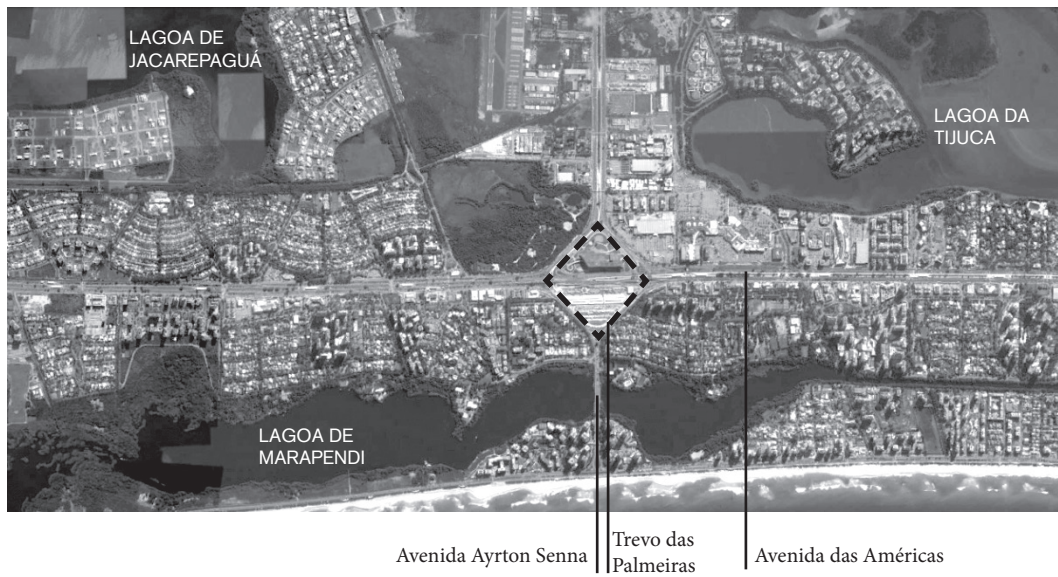 LAGOA DE
JACAREPAGUÁ
LAGOA DA
TIJUCA
LAGOA DE
MARAPENDI
Avenida Ayrton Senna
Trevo das
Palmeiras
Avenida das Américas